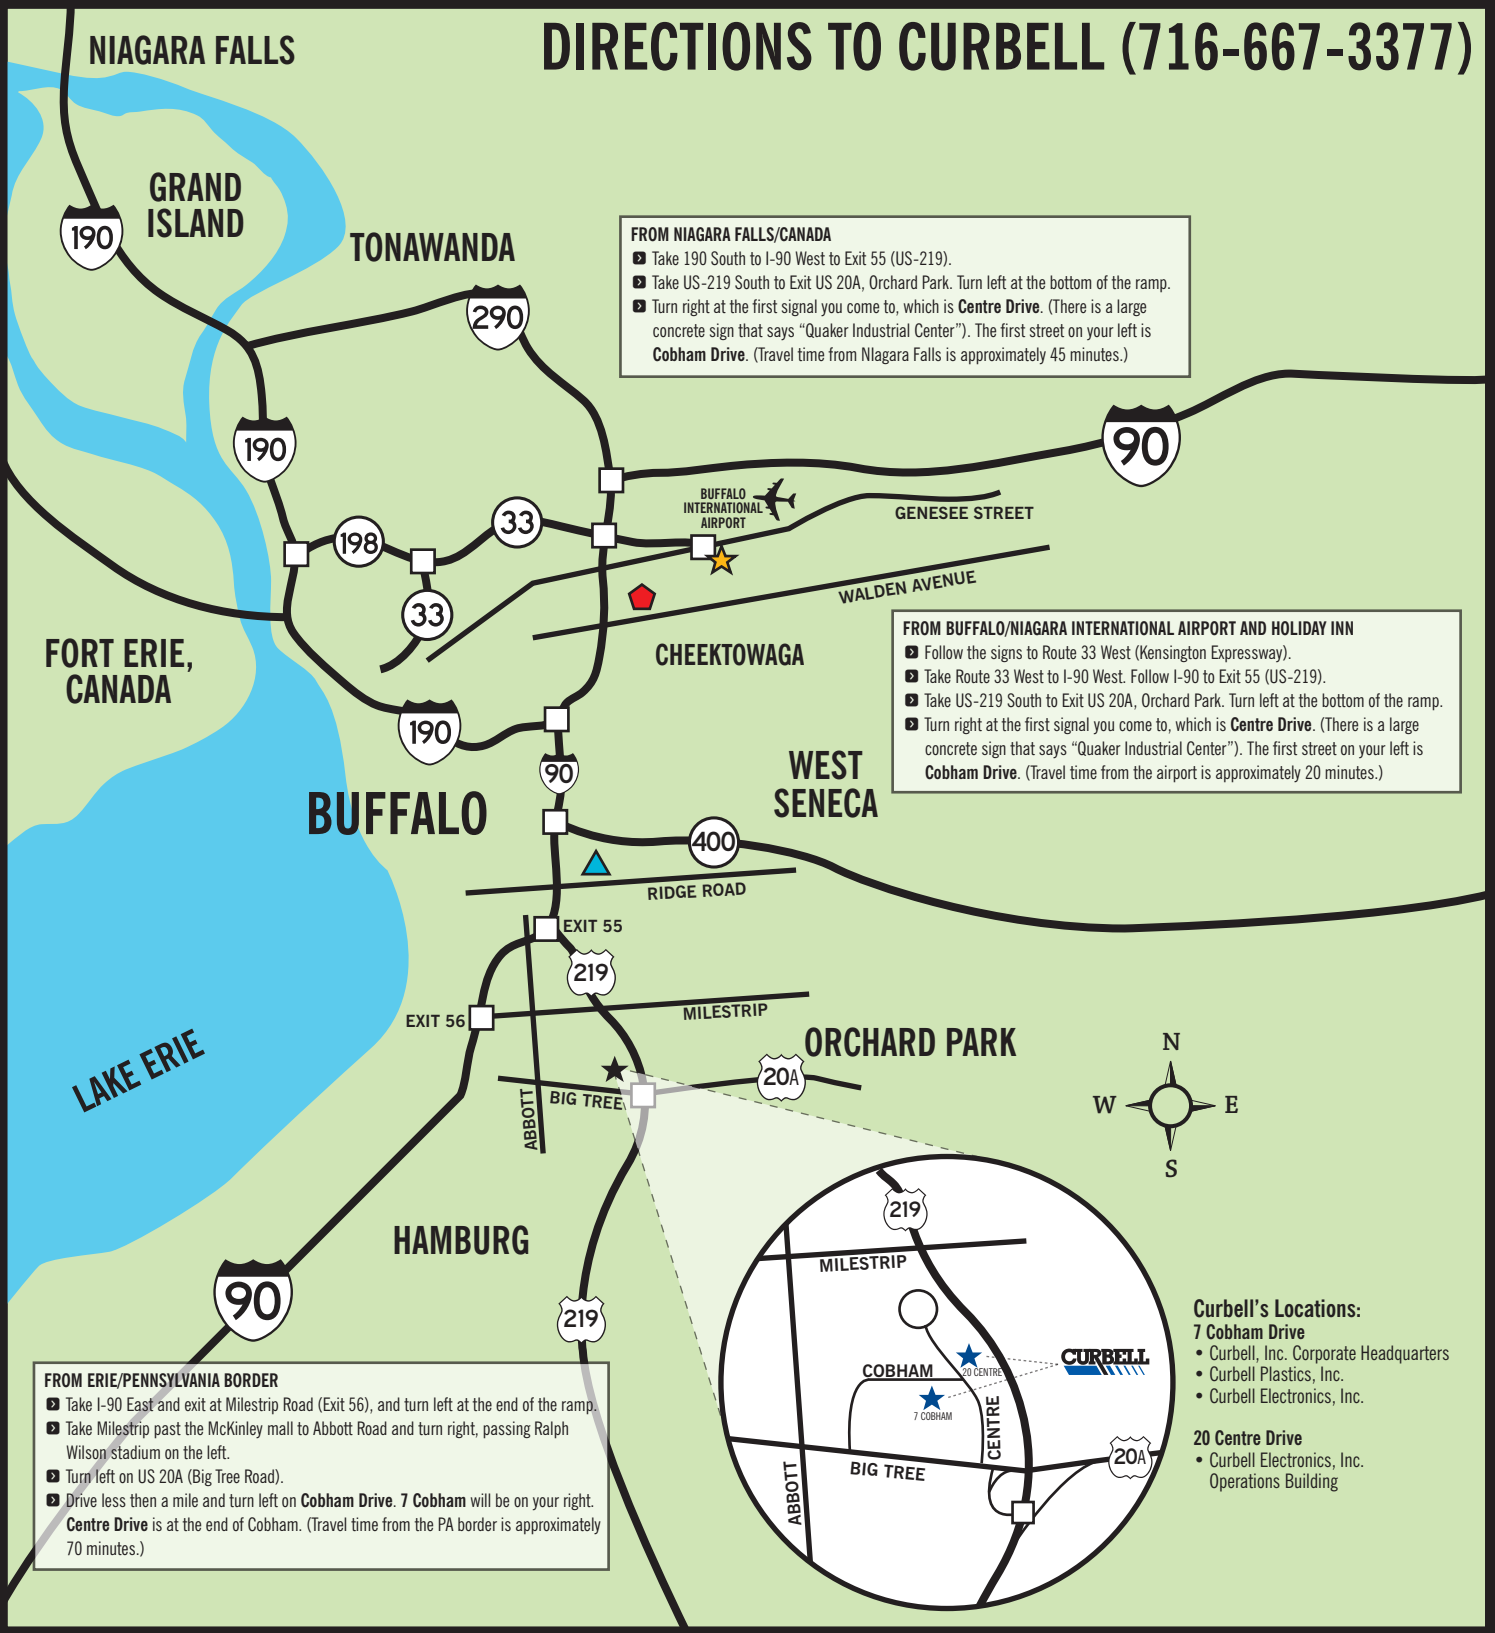 DIRECTIONS TO CURBELL (716-667-3377)
NIAGARA FALLS
GRAND
ISLAND
190
TONAWANDA
290
FROM NIAGARA FALLS/CANADA
Take 190 South to I-90 West to Exit 55 (US-219).
Take US-219 South to Exit US 20A, Orchard Park. Turn left at the bottom of the ramp.
Turn right at the first signal you come to, which is Centre Drive. (There is a large
concrete sign that says “Quaker Industrial Center”). The first street on your left is
Cobham Drive. (Travel time from NIagara Falls is approximately 45 minutes.)
190
90
BUFFALO
INTERNATIONAL
AIRPORT
GENESEE STREET
33
198
33
WALDEN AVENUE
FORT ERIE,
CANADA
CHEEKTOWAGA
FROM BUFFALO/NIAGARA INTERNATIONAL AIRPORT AND HOLIDAY INN
Follow the signs to Route 33 West (Kensington Expressway).
Take Route 33 West to I-90 West. Follow I-90 to Exit 55 (US-219).
Take US-219 South to Exit US 20A, Orchard Park. Turn left at the bottom of the ramp.
Turn right at the first signal you come to, which is Centre Drive. (There is a large
concrete sign that says “Quaker Industrial Center”). The first street on your left is
Cobham Drive. (Travel time from the airport is approximately 20 minutes.)
190
90
WEST
SENECA
BUFFALO
400
RIDGE ROAD
EXIT 55
219
EXIT 56
MILESTRIP
ORCHARD PARK
LAKE ERIE
20A
BIG TREE
ABBOTT
N
W
E
S
HAMBURG
90
219
219
MILESTRIP
COBHAM
20 CENTRE
7 COBHAM
CURBELL
CENTRE
BIG TREE
20A
ABBOTT
Curbell’s Locations:
7 Cobham Drive
• Curbell, Inc. Corporate Headquarters
• Curbell Plastics, Inc.
• Curbell Electronics, Inc.
20 Centre Drive
• Curbell Electronics, Inc.
Operations Building
FROM ERIE/PENNSYLVANIA BORDER
Take I-90 East and exit at Milestrip Road (Exit 56), and turn left at the end of the ramp.
Take Milestrip past the McKinley mall to Abbott Road and turn right, passing Ralph
Wilson stadium on the left.
Turn left on US 20A (Big Tree Road).
Drive less then a mile and turn left on Cobham Drive. 7 Cobham will be on your right.
Centre Drive is at the end of Cobham. (Travel time from the PA border is approximately
70 minutes.)